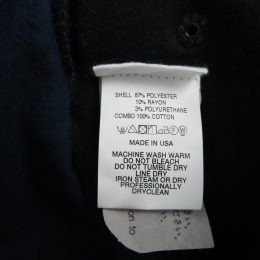 SHELL 87% POLYESTER
10% RAYON
3% POLYURETHANE
COMBO 100% COTTON
MADE IN USA
MACHINE WASH WARM
DO NOT BLEACH
DO NOT TUMBLE DRY
LINE DRY
IRON STEAM OR DRY
PROFESSIONALLY
DRYCLEAN